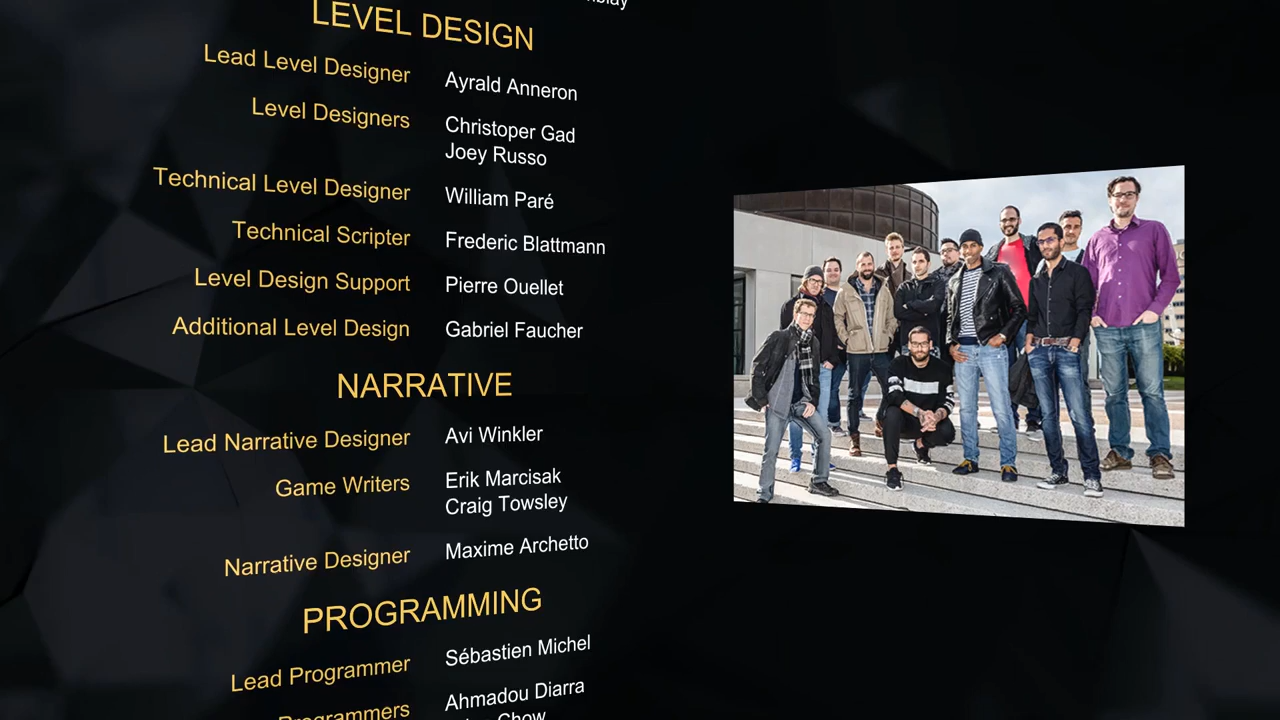 LEVEL DESIGN
Lead Level Designer Ayrald Anneron
Level Designers Christoper Gad
Joey Russo
Technical Level Designer William Paré
Technical Scripter Frederic Blattmann
Level Design Support Pierre Ouellet
Additional Level Design Gabriel Faucher
NARRATIVE
Lead Narrative Designer Avi Winkler
Game Writers Erik Marcisak
Craig Towsley
Narrative Designer Maxime Archetto
PROGRAMMING
Lead Programmer Sébastien Michel
Programmers Ahmadou Diarra
Chow